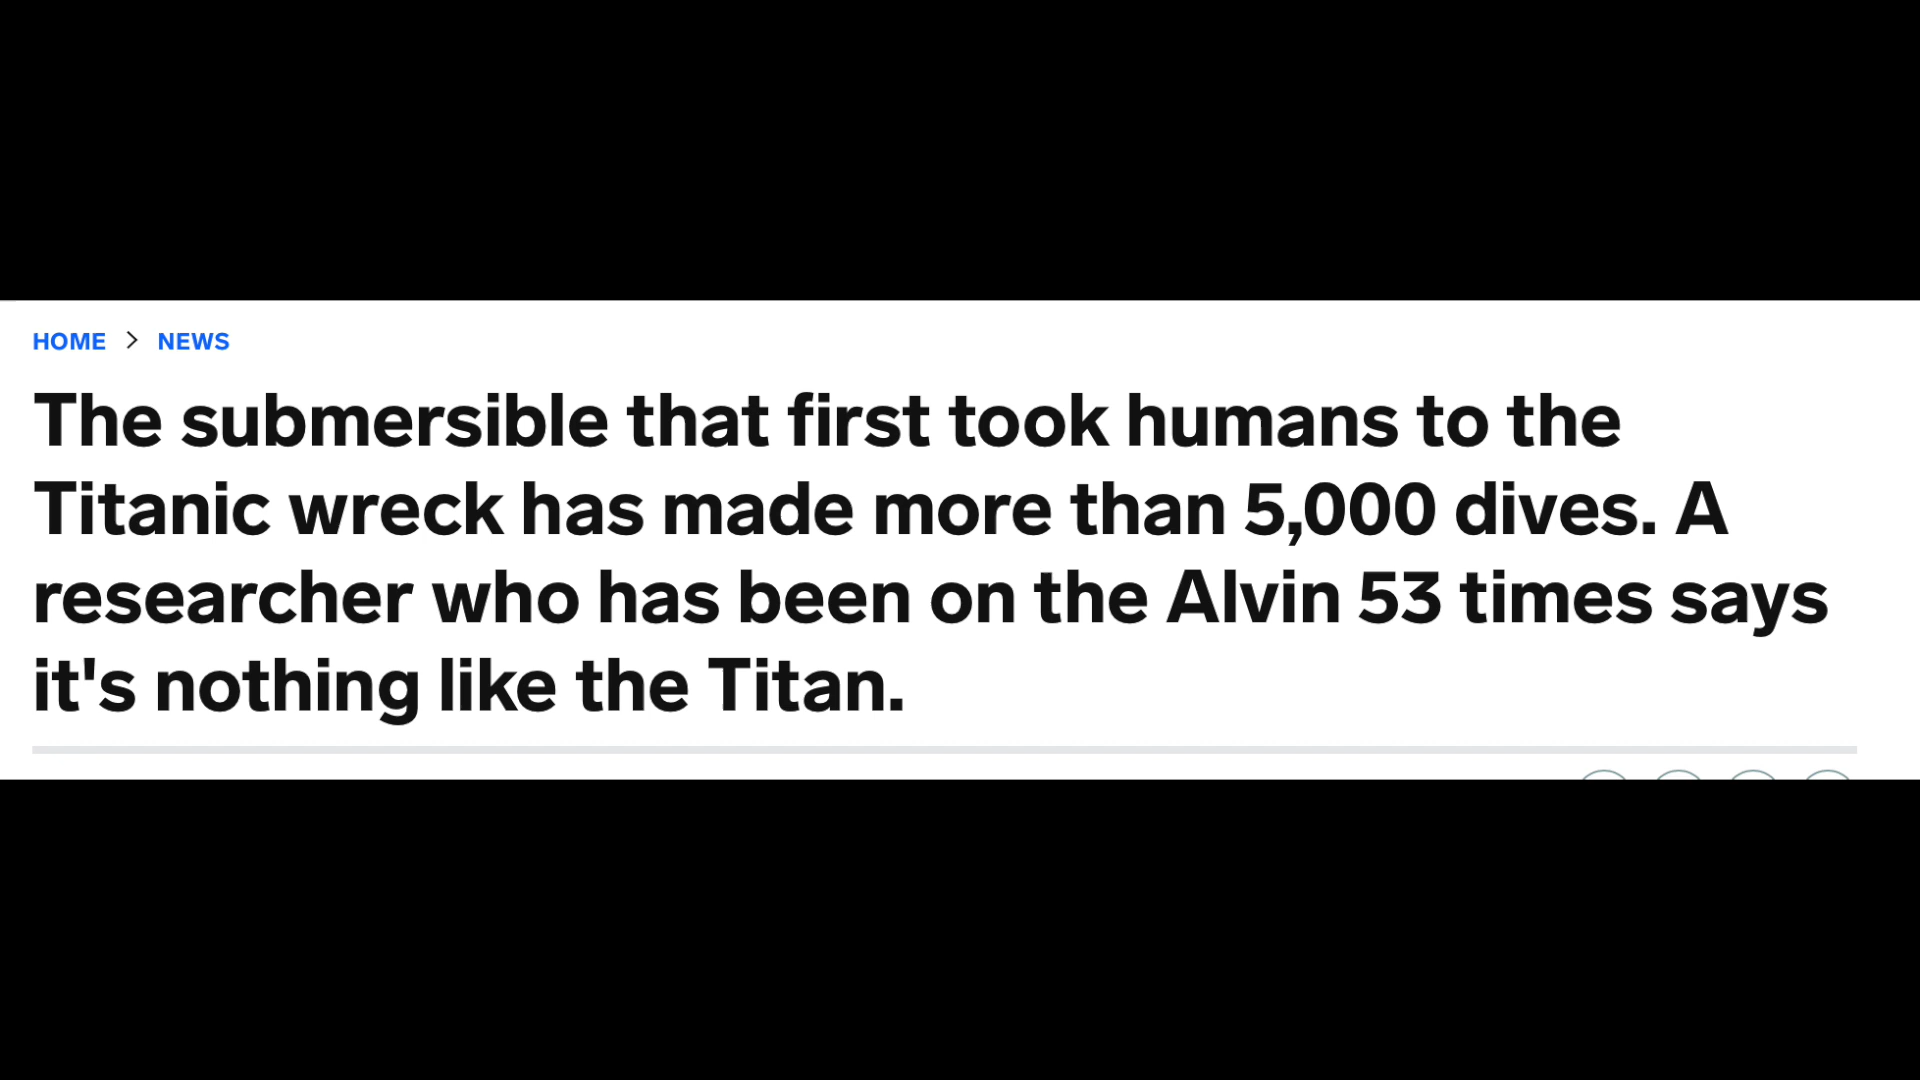 HOME > NEWS
The submersible that first took humans to the
Titanic wreck has made more than 5,000 dives. A
researcher who has been on the Alvin 53 times says
it's nothing like the Titan.